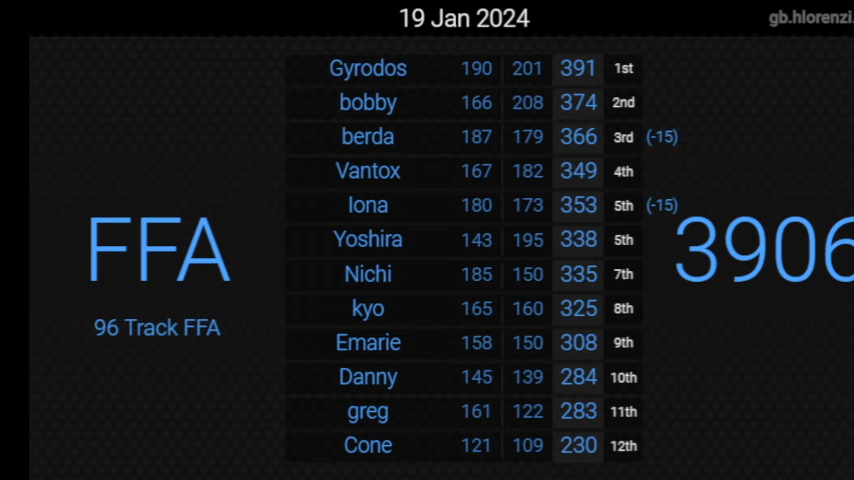 19 Jan 2024
gb.hlorenzi.
Gyrodos 190 201 391 1st
bobby 166 208 374 2nd
berda 187 179 366 3rd (-15)
Vantox 167 182 349 4th
Iona 180 173 353 5th (-15)
Yoshira 143 195 338 5th
FFA 3906
Nichi 185 150 335 7th
kyo 165 160 325 8th
96 Track FFA
Emarie 158 150 308 9th
Danny 145 139 284 10th
greg 161 122 283 11th
Cone 121 109 230 12th